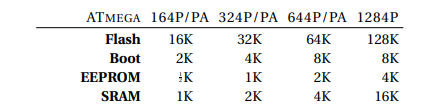 ATMEGA 164P/PA 324P/PA 644P/PA 1284P
Flash 16K 32K 64K 128K
Boot 2K 4K 8K 8K
EEPROM ½K 1K 2K 4K
SRAM 1K 2K 4K 16K